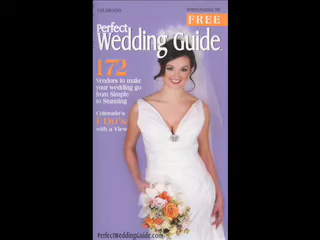 COLORADO
FREE
Perfect
Wedding Guide
172
Vendors to make
your wedding go
from Simple
to Stunning
Colorado's
I Do's
with a View
PerfectWeddingGuide.com